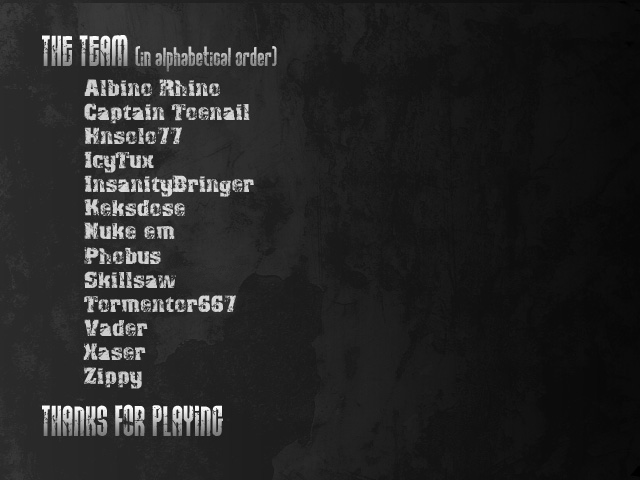 THE TEAM (in alphabetical order)
Albino Rhino
Captain Toenail
Hnsolo77
IcyTux
InsanityBringer
Keksdose
Nuke em
Phobus
Skillsaw
Tormentor667
Vader
Xaser
Zippy
THANKS FOR PLAYING